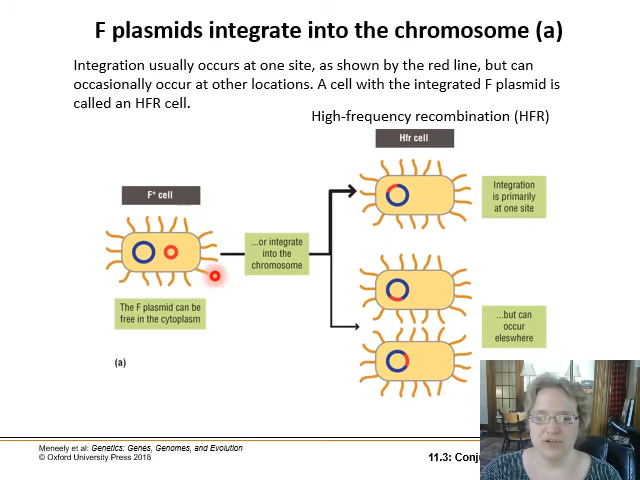 F plasmids integrate into the chromosome (a)
Integration usually occurs at one site, as shown by the red line, but can
occasionally occur at other locations. A cell with the integrated F plasmid is
called an HFR cell.
High-frequency recombination (HFR)
Hfr cell
F⁺ cell
Integration
is primarily
at one site
...or integrate
into the
chromosome
The F plasmid can be
free in the cytoplasm
...but can
occur
eleswhere
(a)
Meneely et al: Genetics: Genes, Genomes, and Evolution
© Oxford University Press 2018
11.3: Conj